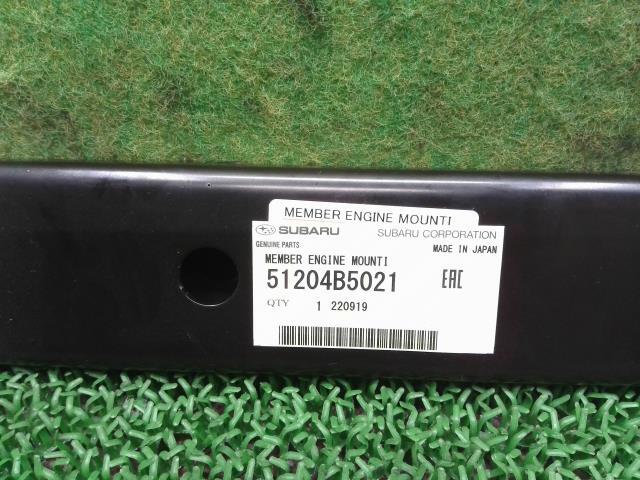 MEMBER ENGINE MOUNTI
SUBARU SUBARU CORPORATION
GENUINE PARTS MADE IN JAPAN
MEMBER ENGINE MOUNTI
51204B5021 EAC
QTY 1 220919